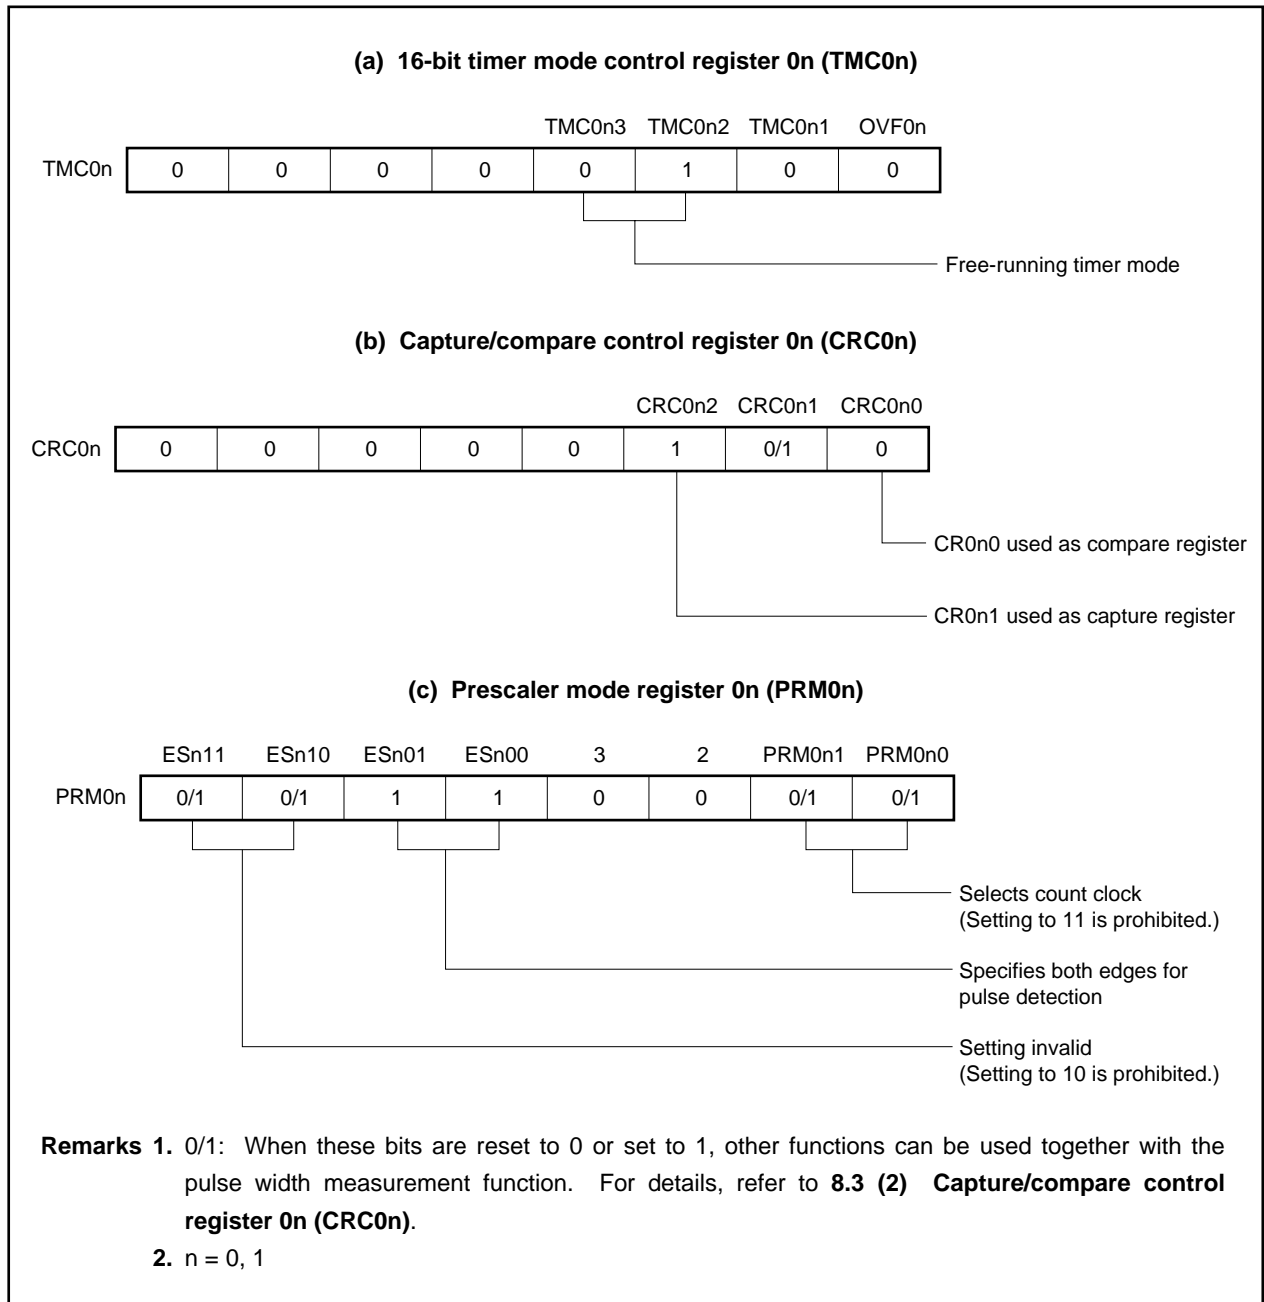 (a) 16-bit timer mode control register 0n (TMC0n)
TMC0n3 TMC0n2 TMC0n1 OVF0n
TMC0n 0 0 0 0 0 1 0 0
Free-running timer mode
(b) Capture/compare control register 0n (CRC0n)
CRC0n2 CRC0n1 CRC0n0
CRC0n 0 0 0 0 0 1 0/1 0
CR0n0 used as compare register
CR0n1 used as capture register
(c) Prescaler mode register 0n (PRM0n)
ESn11 ESn10 ESn01 ESn00 3 2 PRM0n1 PRM0n0
PRM0n 0/1 0/1 1 1 0 0 0/1 0/1
Selects count clock
(Setting to 11 is prohibited.)
Specifies both edges for
pulse detection
Setting invalid
(Setting to 10 is prohibited.)
Remarks 1. 0/1: When these bits are reset to 0 or set to 1, other functions can be used together with the
pulse width measurement function. For details, refer to 8.3 (2) Capture/compare control
register 0n (CRC0n).
2. n = 0, 1